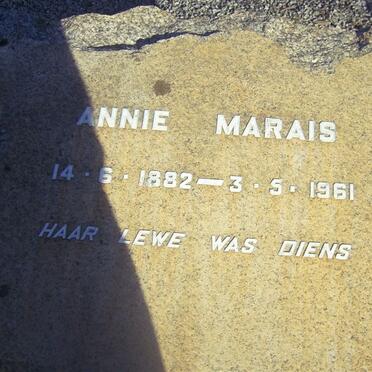 ANNIE MARAIS
14·6·1882—3·5·1961
HAAR LEWE WAS DIENS